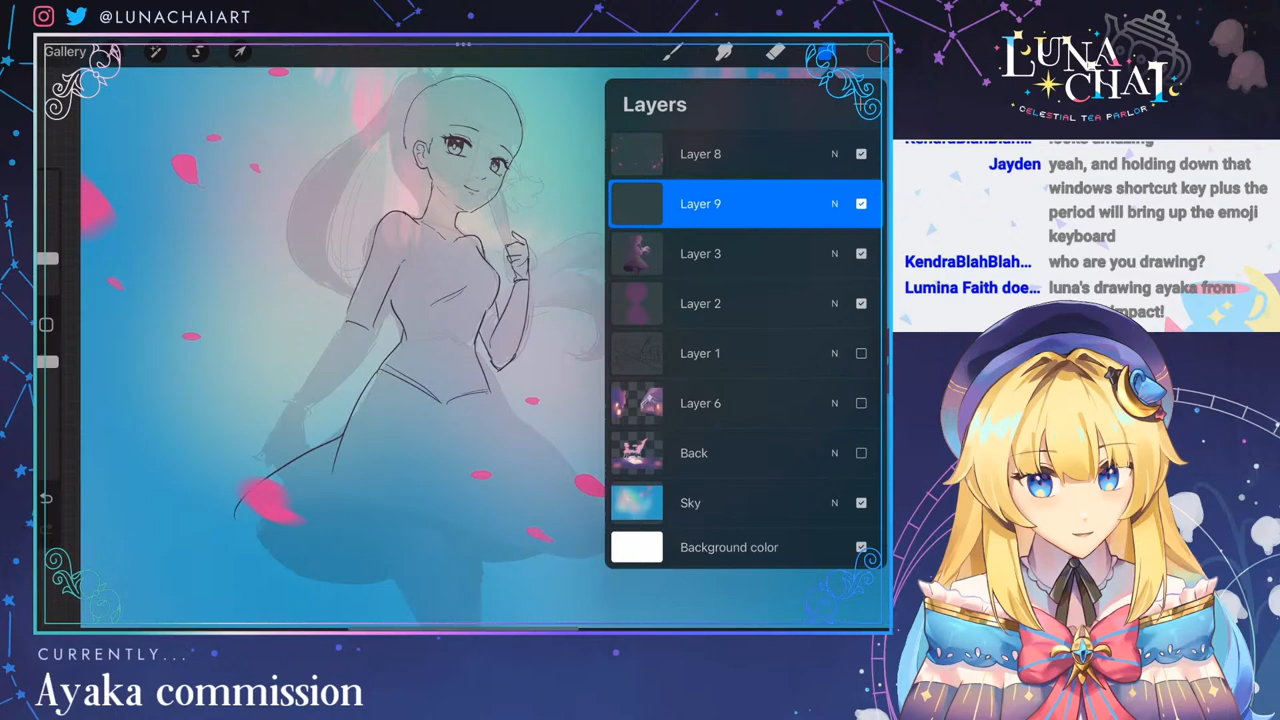 @LUNACHAIART
Gallery
Layers
Layer 8 N
Layer 9 N
Layer 3 N
Layer 2 N
Layer 1 N
Layer 6 N
Back N
Sky N
Background color
LUNA
CHAI
CELESTIAL TEA PARLOR
looks amazing
Jayden yeah, and holding down that
windows shortcut key plus the
period will bring up the emoji
keyboard
KendraBlahBlah... who are you drawing?
Lumina Faith doe... luna's drawing ayaka from
impact!
CURRENTLY...
Ayaka commission